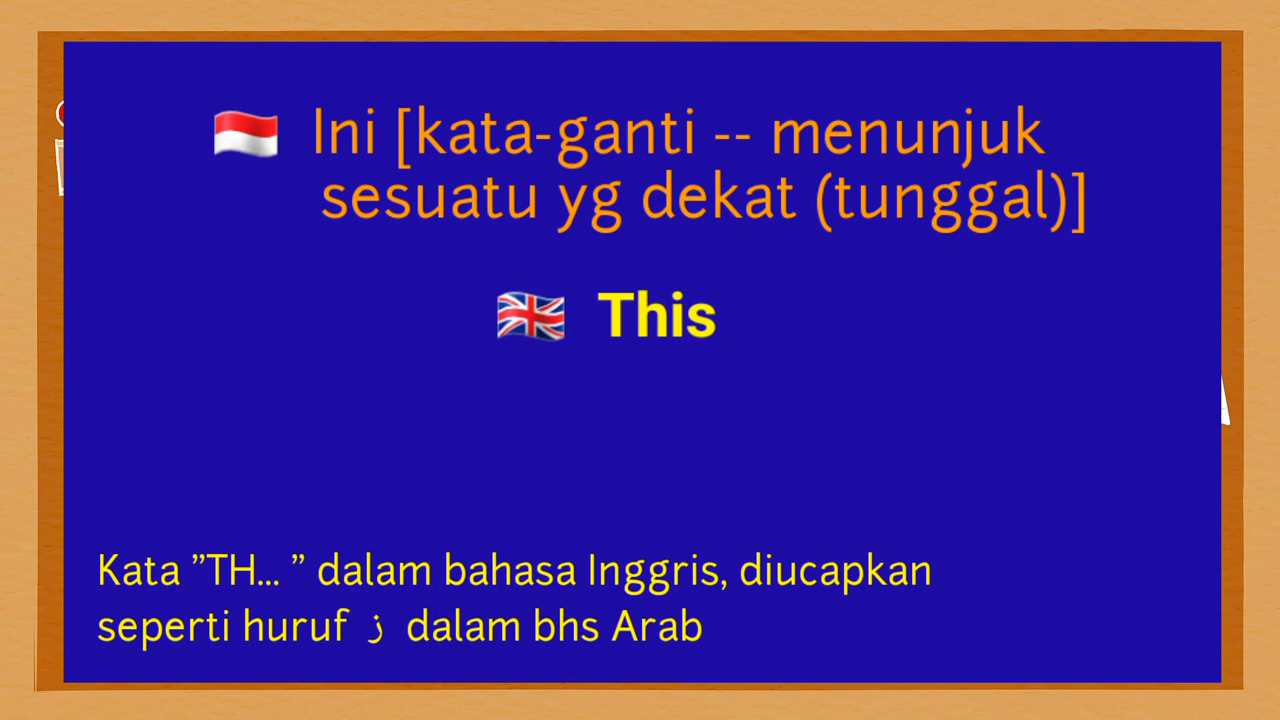 Ini [kata-ganti -- menunjuk
sesuatu yg dekat (tunggal)]
This
Kata ”TH... ” dalam bahasa Inggris, diucapkan
seperti huruf ذ dalam bhs Arab